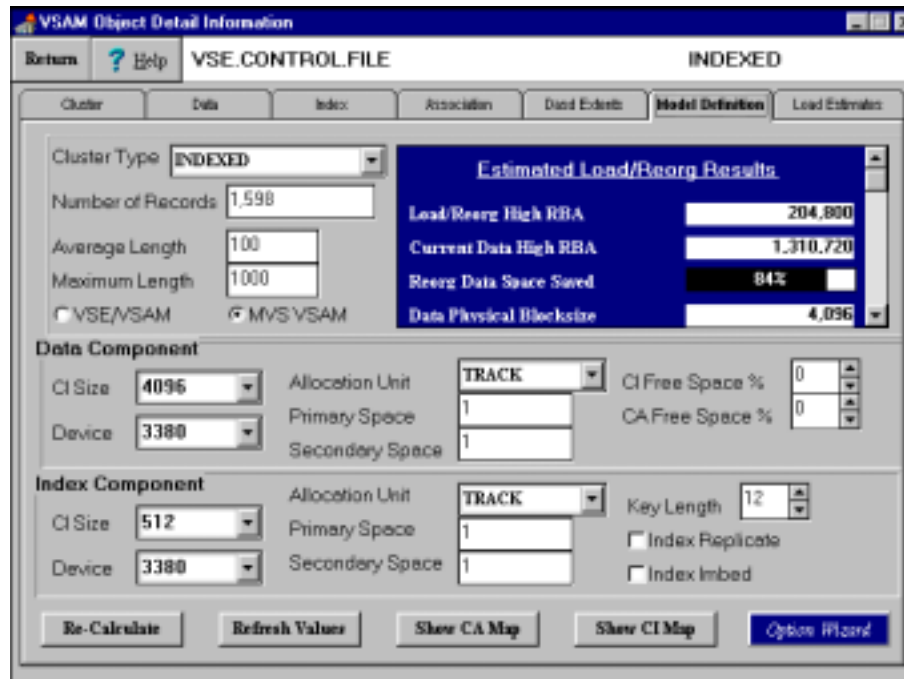 VSAM Object Detail Information
Return ? Help VSE.CONTROL.FILE INDEXED
Cluster Data Index Association Dasd Extents Model Definition Load Estimates
Cluster Type INDEXED
Number of Records 1,598
Average Length 100
Maximum Length 1000
VSE/VSAM MVS VSAM
Estimated Load/Reorg Results
Load/Reorg High RBA 204,800
Current Data High RBA 1,310,720
Reorg Data Space Saved 84%
Data Physical Blocksize 4,096
Data Component
CI Size 4096
Device 3380
Allocation Unit TRACK
Primary Space 1
Secondary Space 1
CI Free Space % 0
CA Free Space % 0
Index Component
CI Size 512
Device 3380
Allocation Unit TRACK
Primary Space 1
Secondary Space 1
Key Length 12
Index Replicate
Index Imbed
Re-Calculate Refresh Values Show CA Map Show CI Map Option Wizard